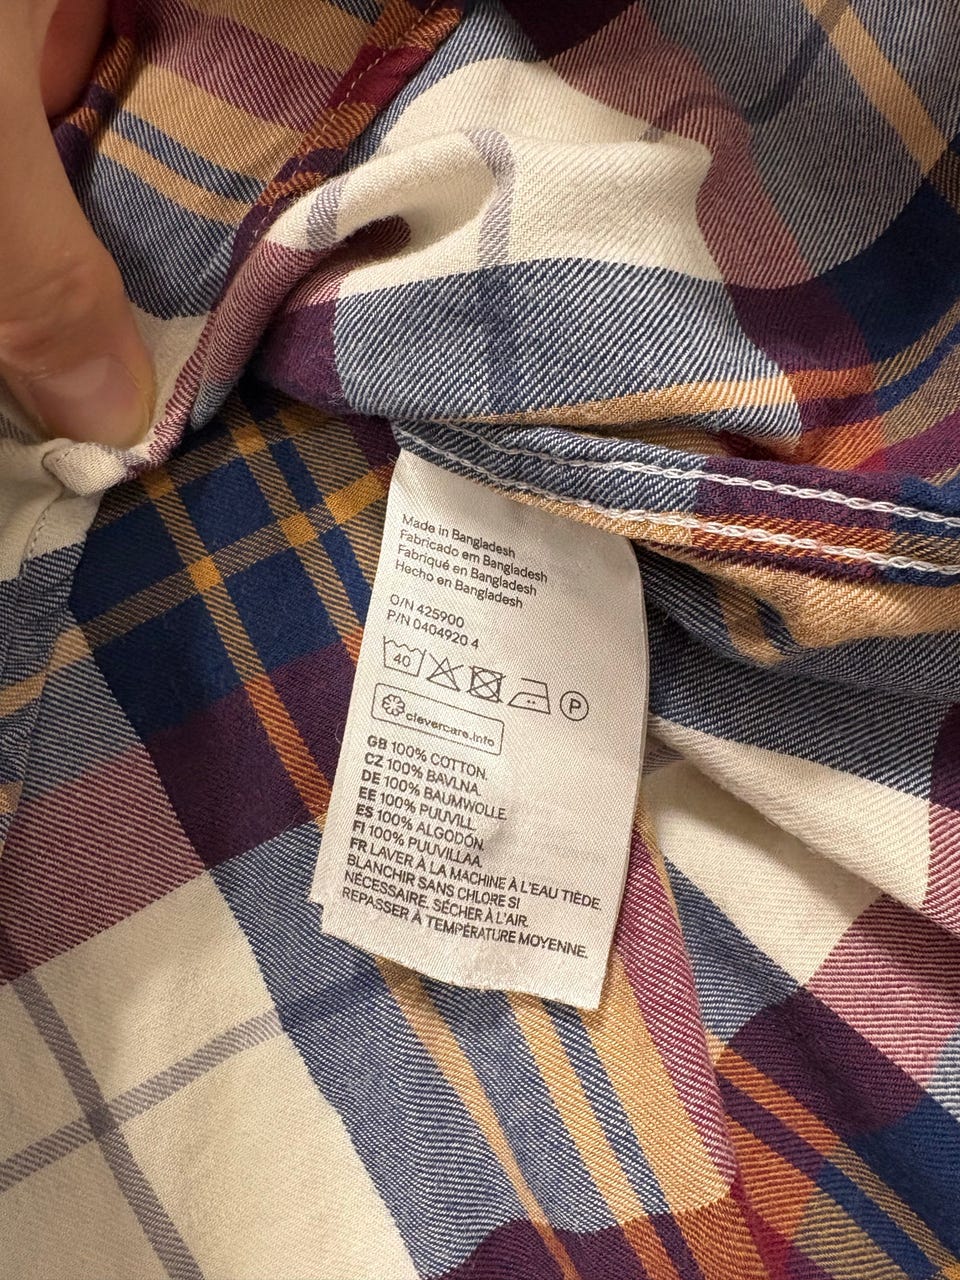 Made in Bangladesh
Fabricado em Bangladesh
Fabriqué en Bangladesh
Hecho en Bangladesh
O/N 425900
P/N 0404920 4
40
P
clevercare.info
GB 100% COTTON.
CZ 100% BAVLNA.
DE 100% BAUMWOLLE.
EE 100% PUUVILL.
ES 100% ALGODÓN.
FI 100% PUUVILLAA.
FR LAVER À LA MACHINE À L'EAU TIÈDE.
BLANCHIR SANS CHLORE SI
NÉCESSAIRE. SÉCHER À L'AIR.
REPASSER À TEMPÉRATURE MOYENNE.